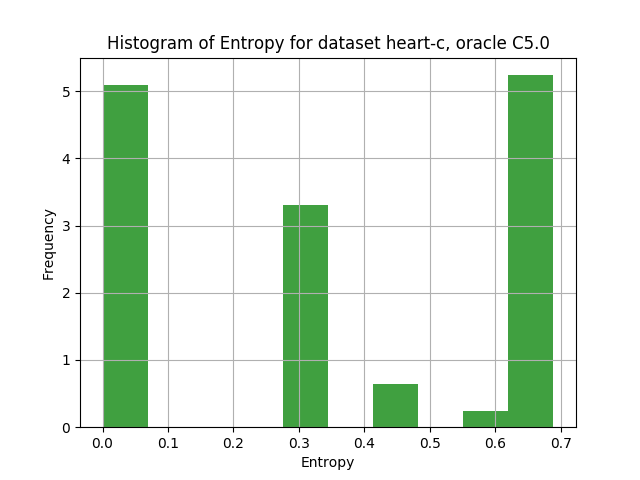 Histogram of Entropy for dataset heart-c, oracle C5.0
Frequency
5
4
3
2
1
0
0.0 0.1 0.2 0.3 0.4 0.5 0.6 0.7
Entropy